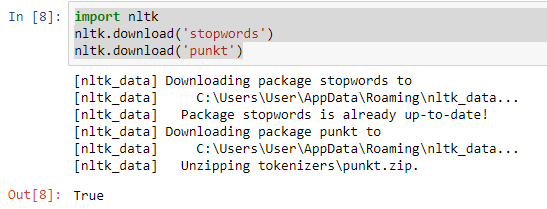 In [8]: import nltk
nltk.download('stopwords')
nltk.download('punkt')
[nltk_data] Downloading package stopwords to
[nltk_data]     C:\Users\User\AppData\Roaming\nltk_data...
[nltk_data]   Package stopwords is already up-to-date!
[nltk_data] Downloading package punkt to
[nltk_data]     C:\Users\User\AppData\Roaming\nltk_data...
[nltk_data]   Unzipping tokenizers\punkt.zip.
Out[8]: True